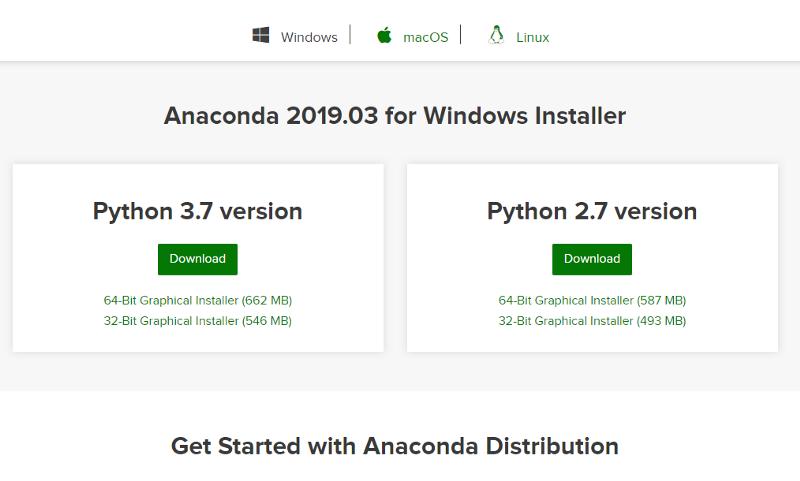 Windows macOS Linux
Anaconda 2019.03 for Windows Installer
Python 3.7 version
Download
64-Bit Graphical Installer (662 MB)
32-Bit Graphical Installer (546 MB)
Python 2.7 version
Download
64-Bit Graphical Installer (587 MB)
32-Bit Graphical Installer (493 MB)
Get Started with Anaconda Distribution